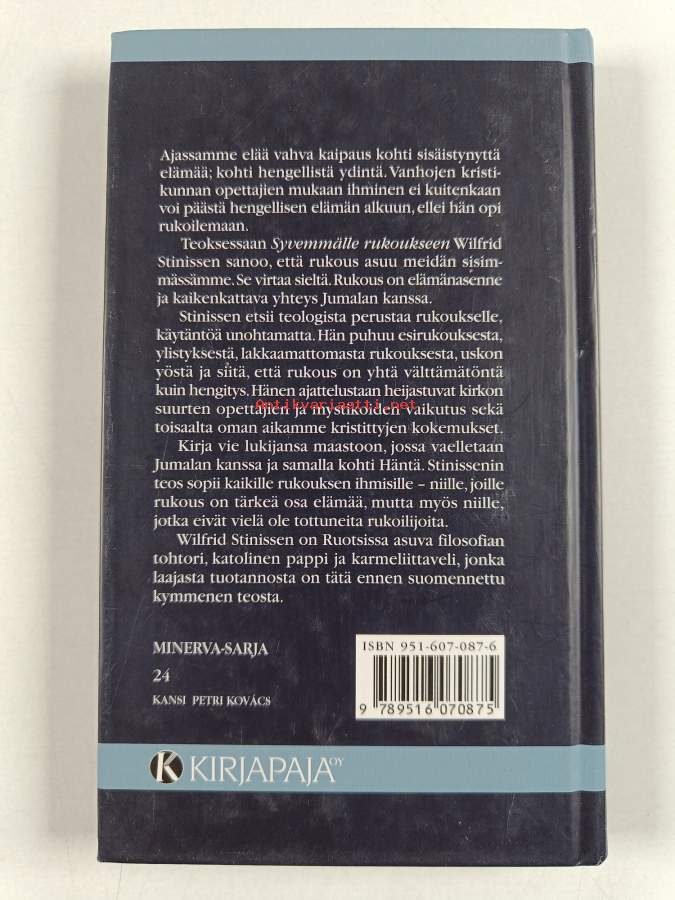 Ajassamme elää vahva kaipaus kohti sisäistynyttä
elämää; kohti hengellistä ydintä. Vanhojen kristi-
kunnan opettajien mukaan ihminen ei kuitenkaan
voi päästä hengellisen elämän alkuun, ellei hän opi
rukoilemaan.
Teoksessaan Syvemmälle rukoukseen Wilfrid
Stinissen sanoo, että rukous asuu meidän sisim-
mässämme. Se virtaa sieltä. Rukous on elämänasenne
ja kaikenkattava yhteys Jumalan kanssa.
Stinissen etsii teologista perustaa rukoukselle,
käytäntöä unohtamatta. Hän puhuu esirukouksesta,
ylistyksestä, lakkaamattomasta rukouksesta, uskon
yöstä ja siitä, että rukous on yhtä välttämätöntä
kuin hengitys. Hänen ajattelustaan heijastuvat kirkon
suurten opettajien ja mystikoiden vaikutus sekä
Antikvariaatti.net
toisaalta oman aikamme kristittyjen kokemukset.
Kirja vie lukijansa maastoon, jossa vaelletaan
Jumalan kanssa ja samalla kohti Häntä. Stinissenin
teos sopii kaikille rukouksen ihmisille – niille, joille
rukous on tärkeä osa elämää, mutta myös niille,
jotka eivät vielä ole tottuneita rukoilijoita.
Wilfrid Stinissen on Ruotsissa asuva filosofian
tohtori, katolinen pappi ja karmeliittaveli, jonka
laajasta tuotannosta on tätä ennen suomennettu
kymmenen teosta.
MINERVA-SARJA
24
KANSI PETRI KOVÁCS
ISBN 951-607-087-6
9 789516 070875
K KIRJAPAJA OY